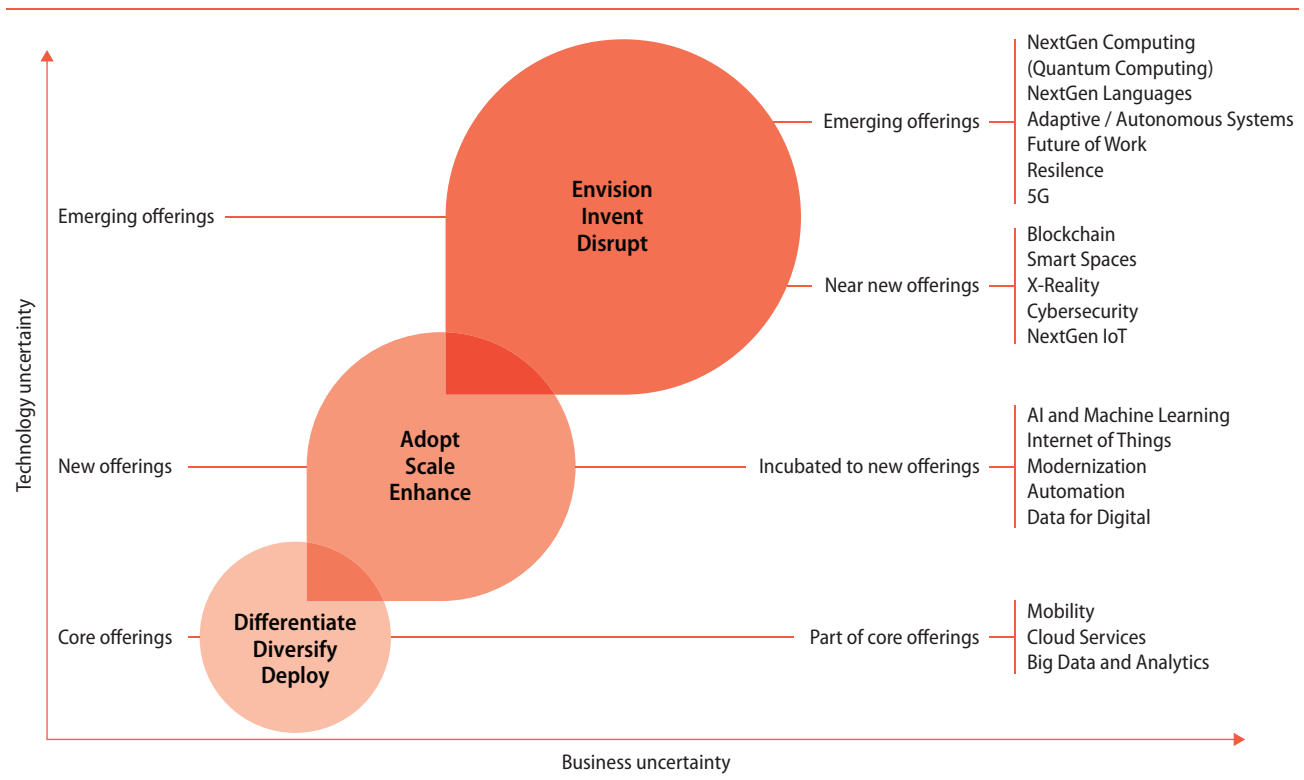 NextGen Computing
(Quantum Computing)
NextGen Languages
Adaptive / Autonomous Systems
Future of Work
Resilence
5G
Emerging offerings
Envision
Invent
Disrupt
Emerging offerings
Blockchain
Smart Spaces
X-Reality
Cybersecurity
NextGen IoT
Near new offerings
Technology uncertainty
AI and Machine Learning
Internet of Things
Modernization
Automation
Data for Digital
New offerings
Adopt
Scale
Enhance
Incubated to new offerings
Core offerings
Differentiate
Diversify
Deploy
Part of core offerings
Mobility
Cloud Services
Big Data and Analytics
Business uncertainty